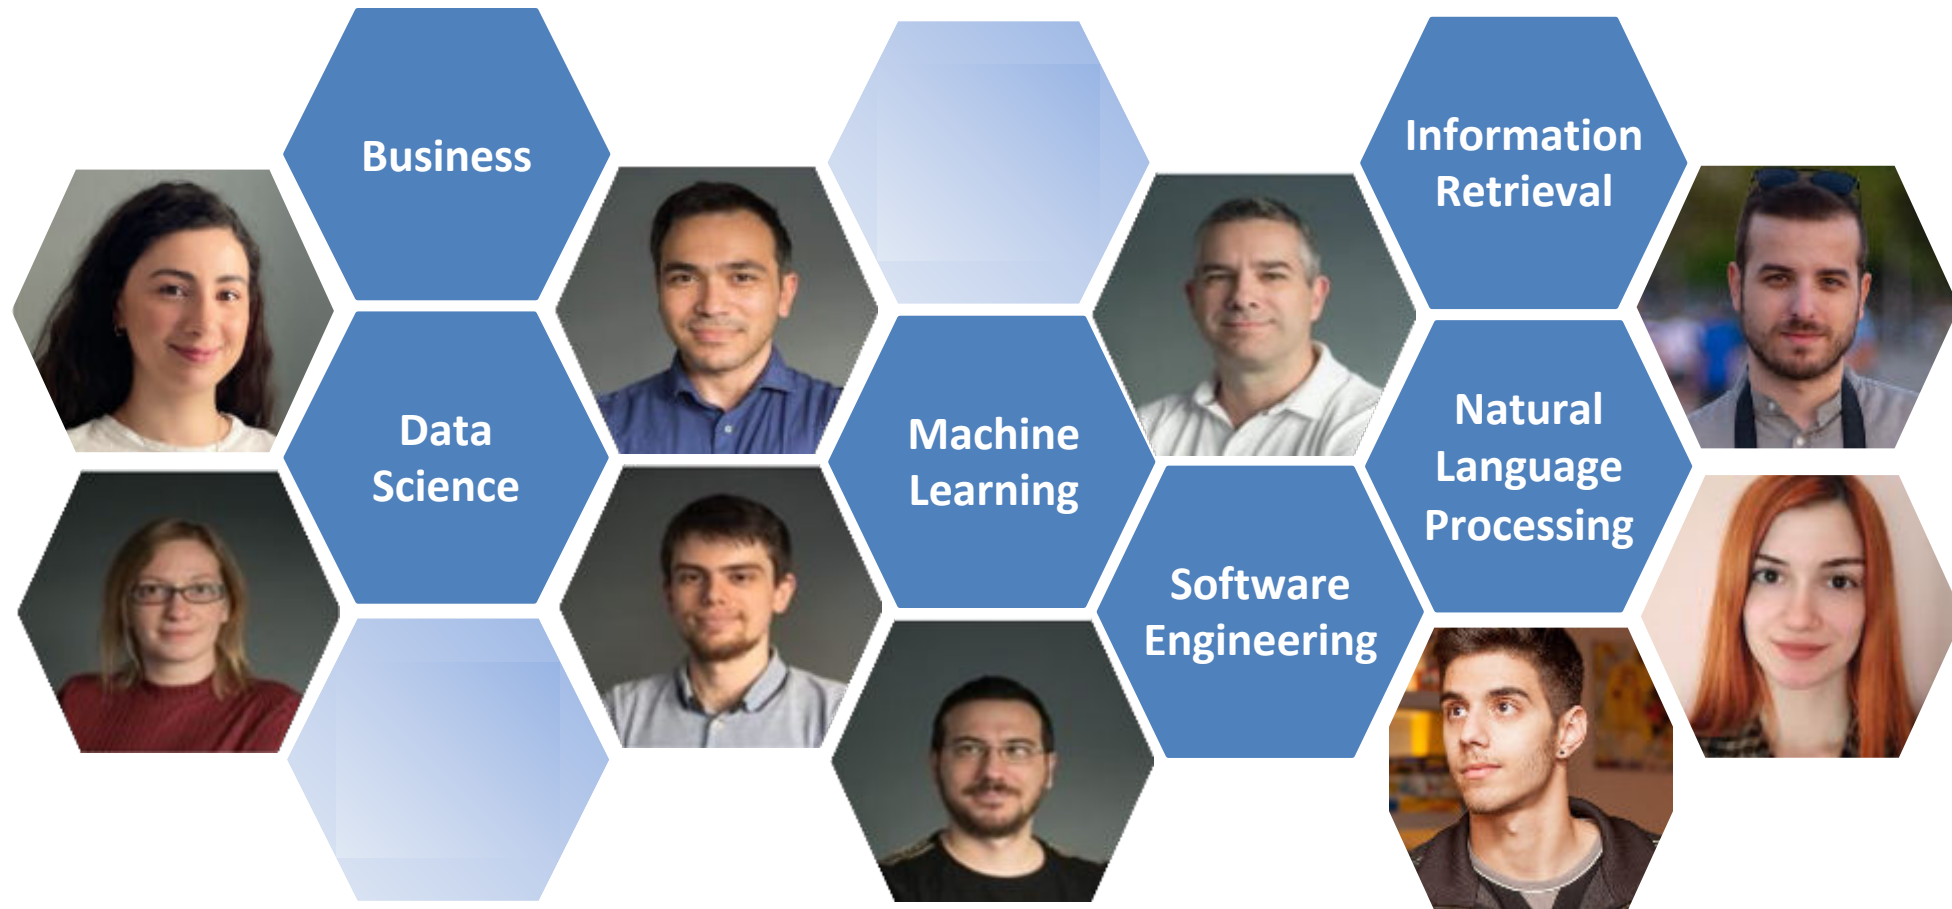 Business
Information
Retrieval
Data
Science
Machine
Learning
Natural
Language
Processing
Software
Engineering